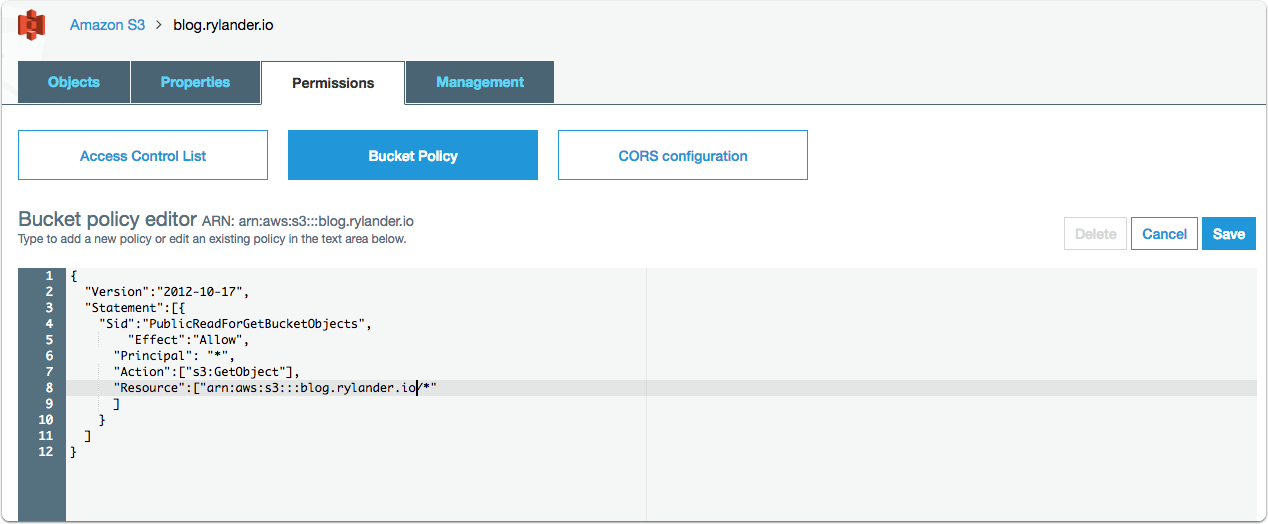 Amazon S3 > blog.rylander.io
Objects Properties Permissions Management
Access Control List Bucket Policy CORS configuration
Bucket policy editor ARN: arn:aws:s3:::blog.rylander.io
Type to add a new policy or edit an existing policy in the text area below.
Delete Cancel Save
1 {
2 "Version":"2012-10-17",
3 "Statement":[{
4 "Sid":"PublicReadForGetBucketObjects",
5 "Effect":"Allow",
6 "Principal": "*",
7 "Action":["s3:GetObject"],
8 "Resource":["arn:aws:s3:::blog.rylander.io/*"
9 ]
10 }
11 ]
12 }